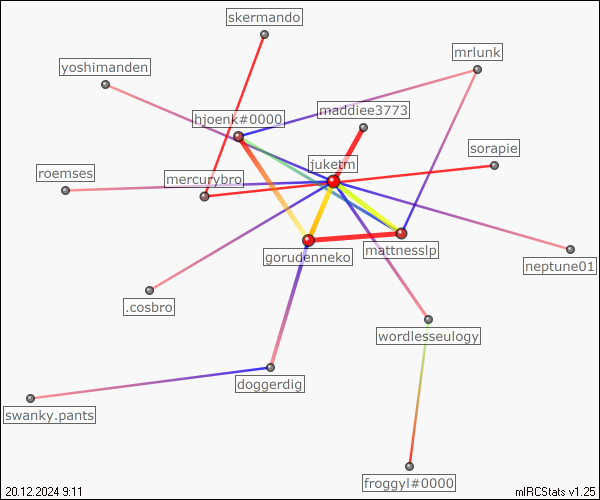 skermando
mrlunk
yoshimanden
maddiee3773
hjoenk#0000
sorapie
juketm
roemses
mercurybro
mattnesslp
gorudenneko
neptune01
.cosbro
wordlesseulogy
doggerdig
swanky.pants
froggyl#0000
20.12.2024 9:11
mIRCStats v1.25